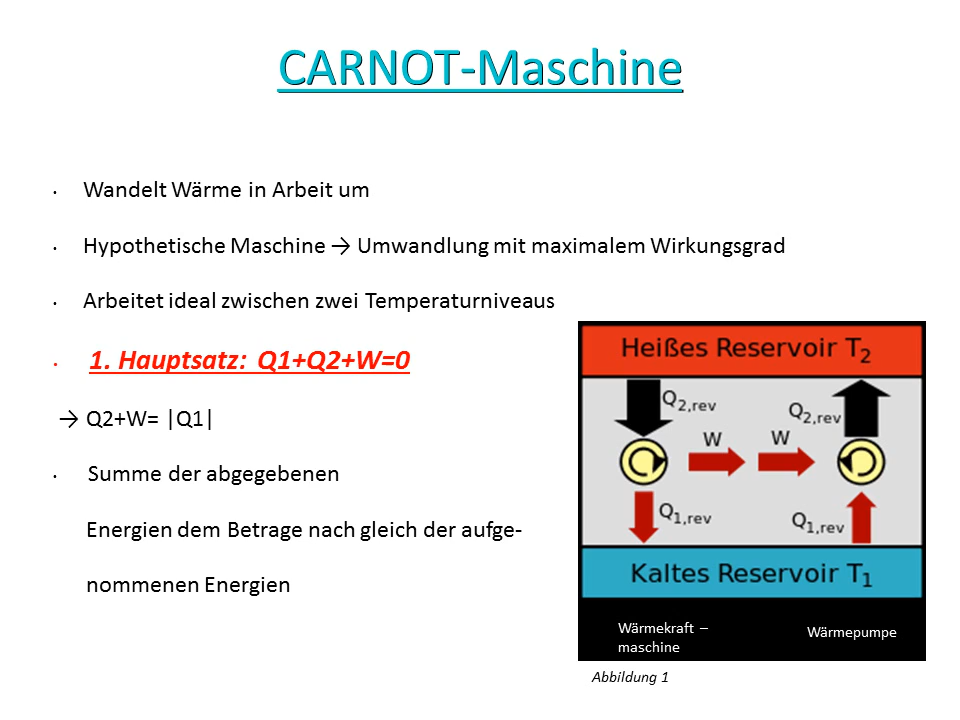 CARNOT-Maschine
• Wandelt Wärme in Arbeit um
• Hypothetische Maschine → Umwandlung mit maximalem Wirkungsgrad
• Arbeitet ideal zwischen zwei Temperaturniveaus
• 1. Hauptsatz: Q1+Q2+W=0
→ Q2+W= |Q1|
• Summe der abgegebenen
Energien dem Betrage nach gleich der aufge-
nommenen Energien
Heißes Reservoir T2
Q2,rev
Q2,rev
W
W
Q1,rev
Q1,rev
Kaltes Reservoir T1
Wärmekraft –
maschine
Wärmepumpe
Abbildung 1